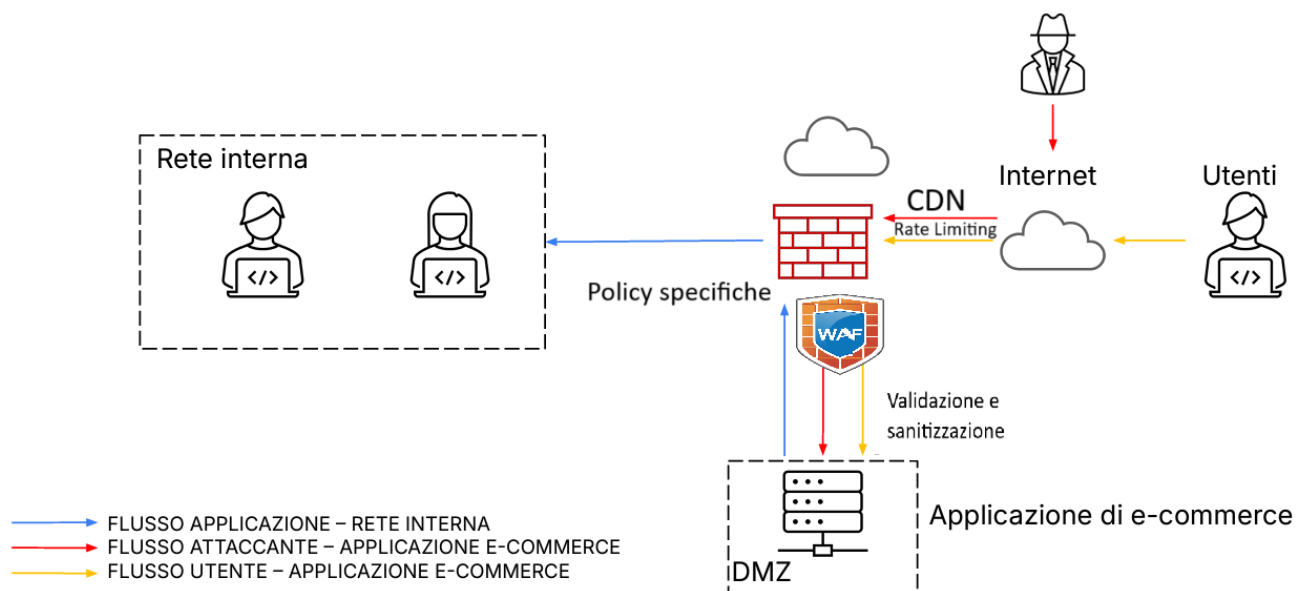 Rete interna
</>
</>
Internet
Utenti
</>
CDN
Rate Limiting
Policy specifiche
WAF
Validazione e
sanitizzazione
Applicazione di e-commerce
DMZ
FLUSSO APPLICAZIONE – RETE INTERNA
FLUSSO ATTACCANTE – APPLICAZIONE E-COMMERCE
FLUSSO UTENTE – APPLICAZIONE E-COMMERCE